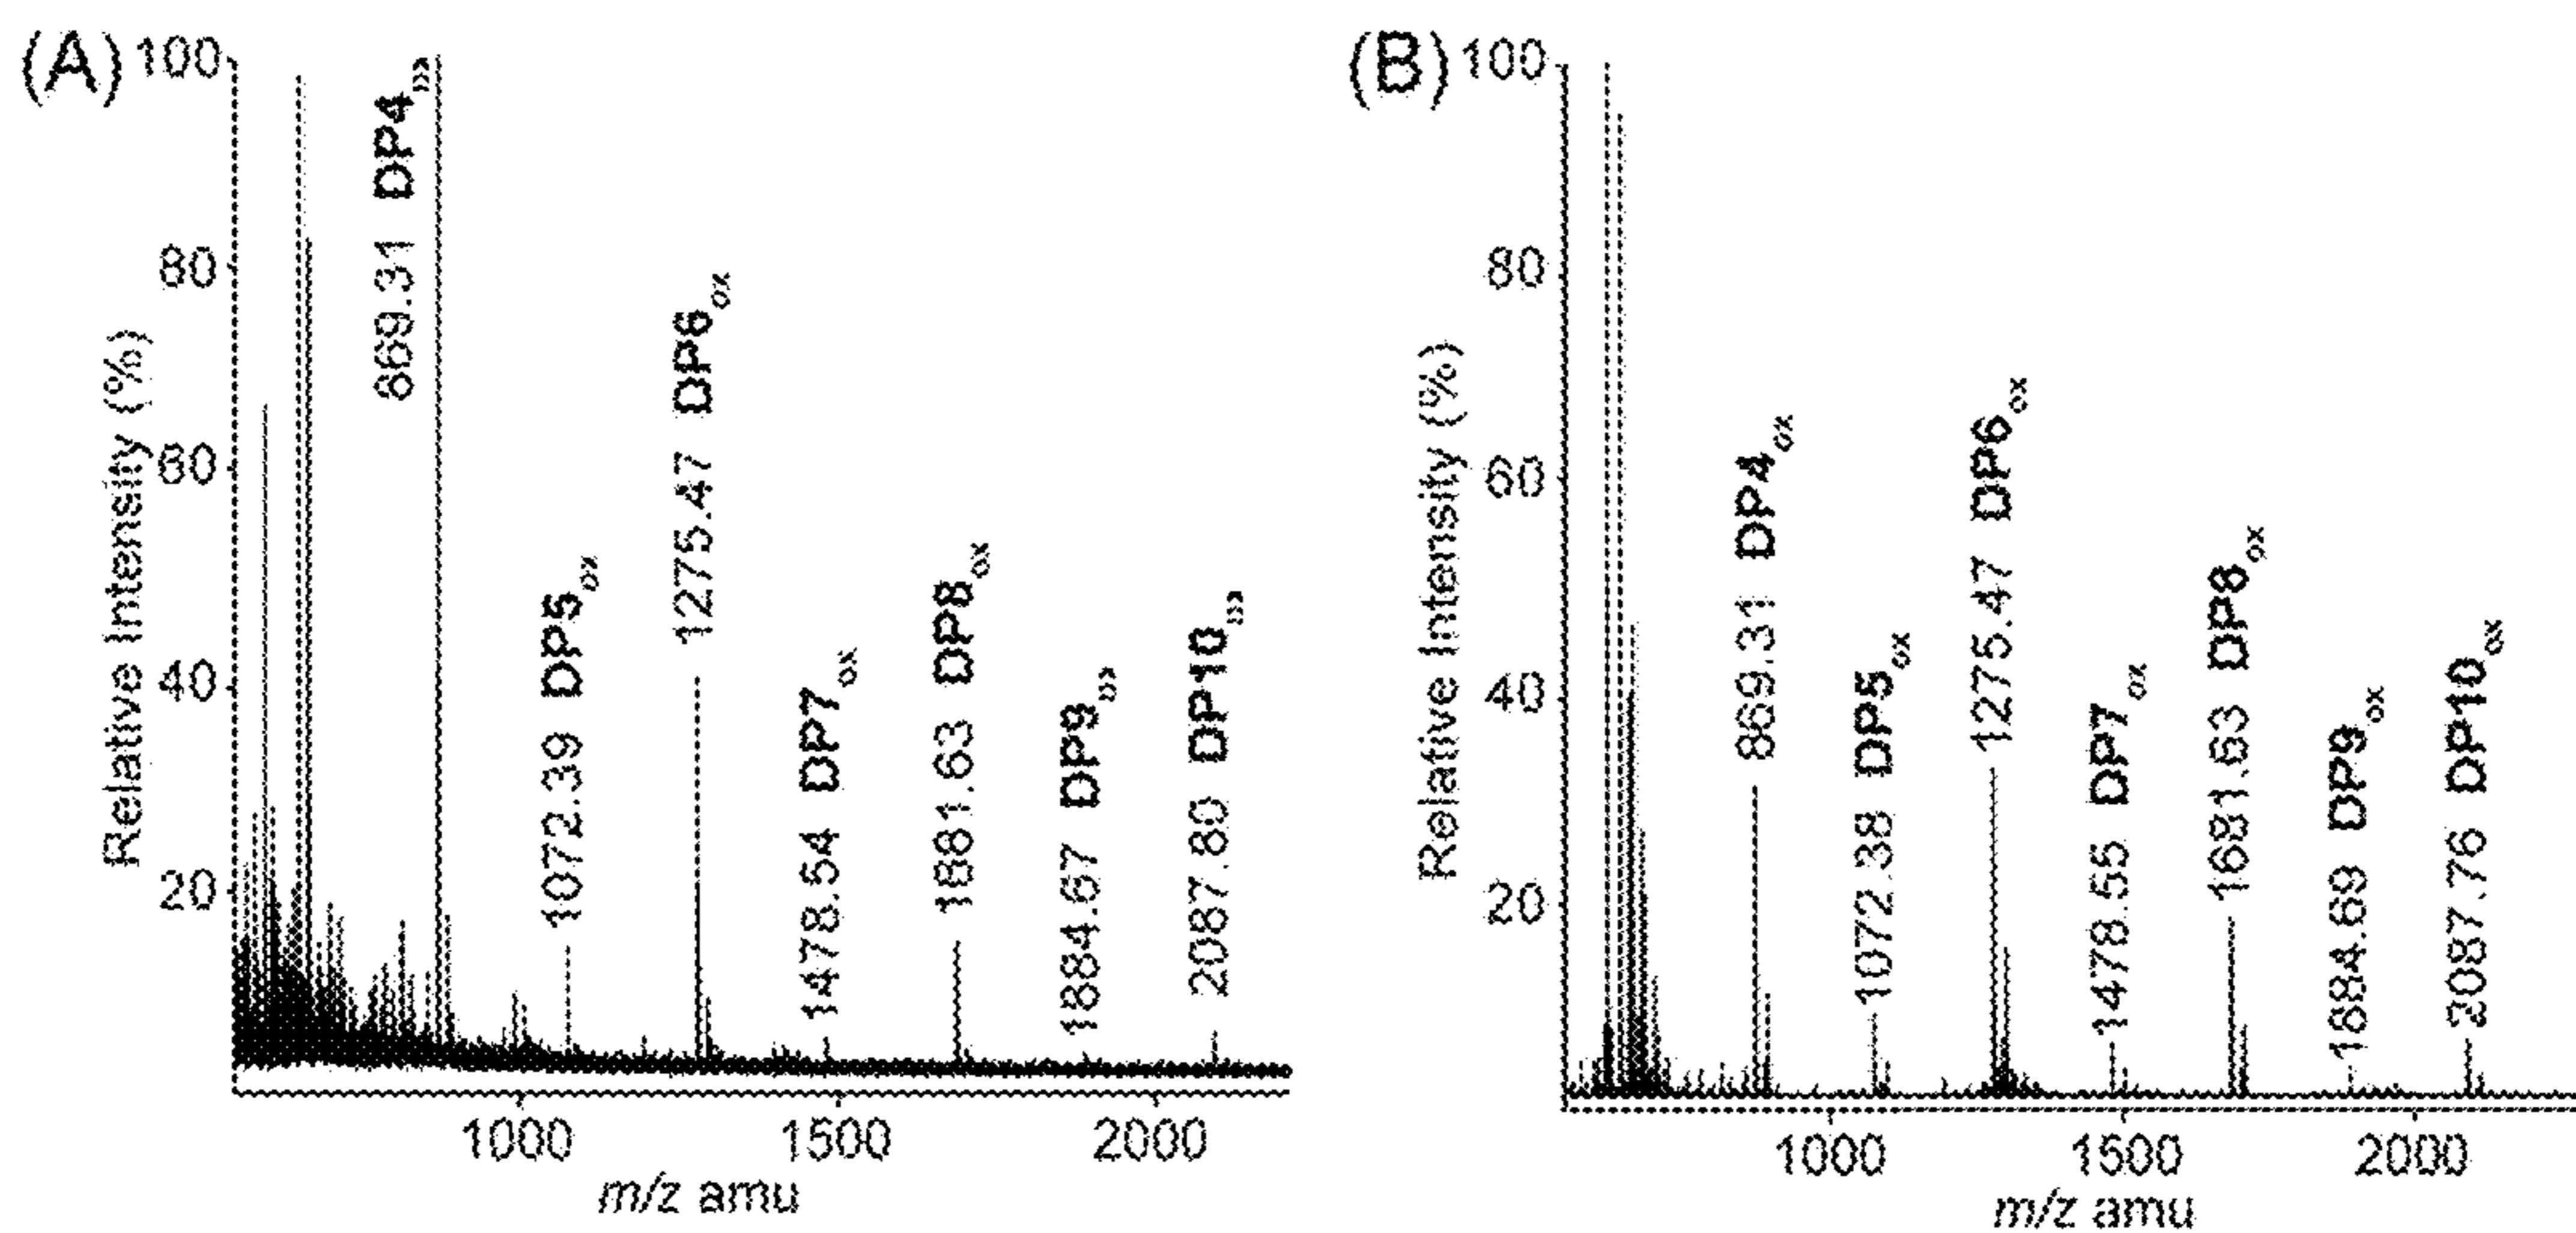 (A)
100
80
60
40
20
Relative Intensity (%)
869.31 DP4ox
1072.39 DP5ox
1275.47 DP6ox
1478.54 DP7ox
1681.63 DP8ox
1884.67 DP9ox
2087.80 DP10ox
1000 1500 2000
m/z amu
(B)
100
80
60
40
20
Relative Intensity (%)
869.31 DP4ox
1072.38 DP5ox
1275.47 DP6ox
1478.55 DP7ox
1681.63 DP8ox
1884.69 DP9ox
2087.76 DP10ox
1000 1500 2000
m/z amu